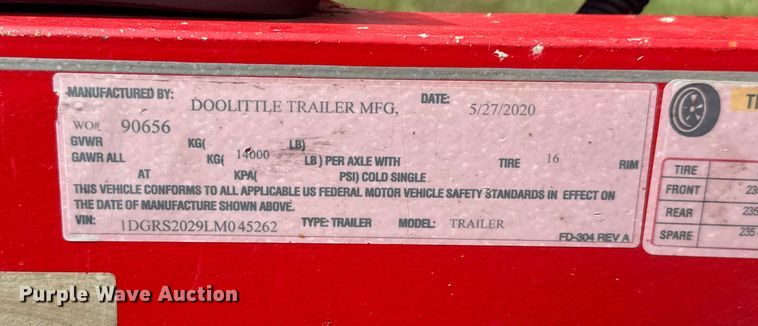 MANUFACTURED BY: DOOLITTLE TRAILER MFG, DATE: 5/27/2020
WO#: 90656
GVWR KG( LB)
GAWR ALL KG( 14000 LB) PER AXLE WITH TIRE 16 RIM
AT KPA( PSI) COLD SINGLE
THIS VEHICLE CONFORMS TO ALL APPLICABLE US FEDERAL MOTOR VEHICLE SAFETY STANDARDS IN EFFECT ON
THE DATE OF MANUFACTURE SHOWN ABOVE.
VIN: 1DGRS2029LM045262 TYPE: TRAILER MODEL: TRAILER
FD-304 REV A
TIRE
FRONT 235
REAR 235
SPARE 235
Purple Wave Auction